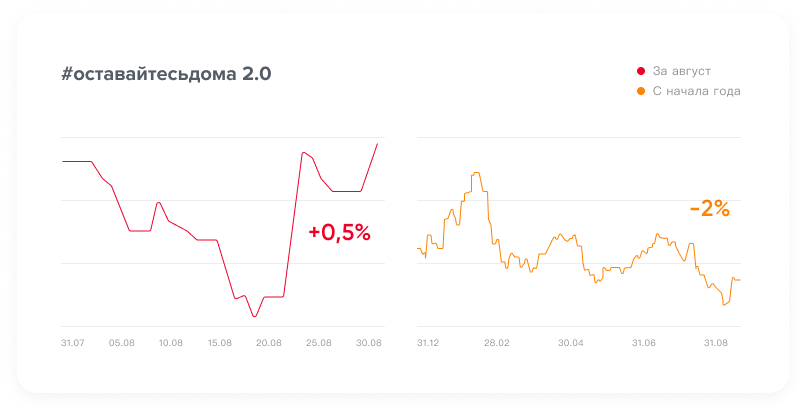 #оставайтесьдома 2.0
За август
С начала года
+0,5%
−2%
31.07 05.08 10.08 15.08 20.08 25.08 30.08
31.12 28.02 30.04 31.06 31.08